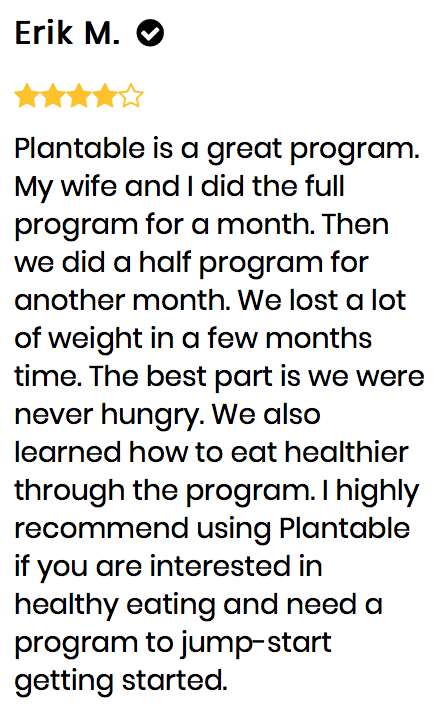 Erik M.
Plantable is a great program.
My wife and I did the full
program for a month. Then
we did a half program for
another month. We lost a lot
of weight in a few months
time. The best part is we were
never hungry. We also
learned how to eat healthier
through the program. I highly
recommend using Plantable
if you are interested in
healthy eating and need a
program to jump-start
getting started.